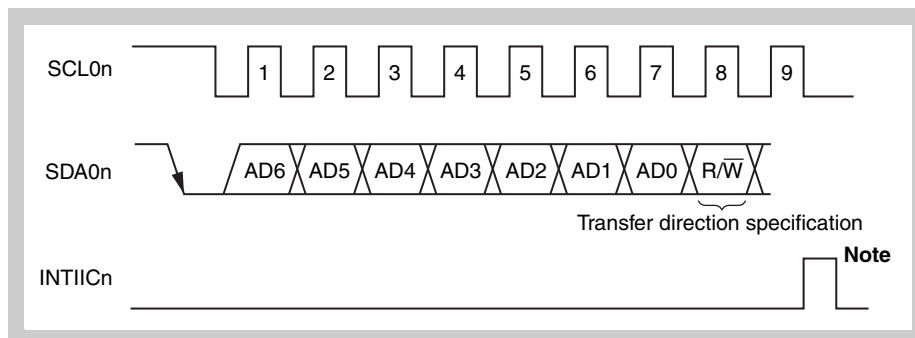 SCL0n
1 2 3 4 5 6 7 8 9
SDA0n
AD6 AD5 AD4 AD3 AD2 AD1 AD0 R/W̅
Transfer direction specification
Note
INTIICn